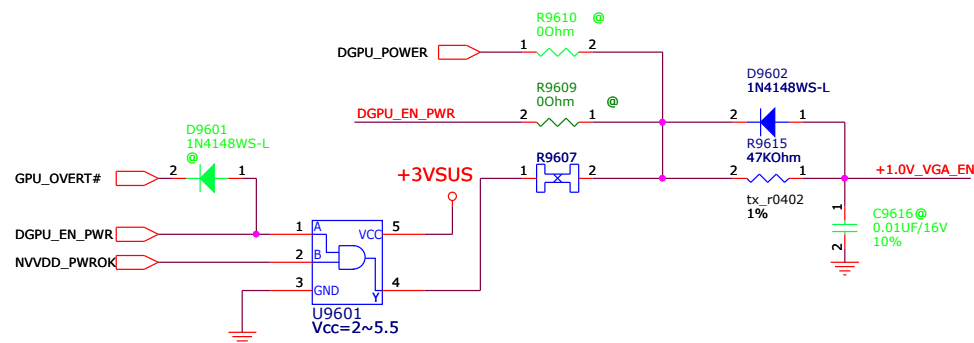 R9610 @
0Ohm
DGPU_POWER
1
2
R9609
0Ohm @
DGPU_EN_PWR
2
1
D9602
1N4148WS-L
2
1
R9615
47KOhm
2
1
tx_r0402
1%
+1.0V_VGA_EN
D9601
1N4148WS-L
@
GPU_OVERT#
2
1
+3VSUS
R9607
1
2
DGPU_EN_PWR
NVVDD_PWROK
1
2
3
A
B
GND
VCC
Y
5
4
U9601
Vcc=2~5.5
1
2
C9616@
0.01UF/16V
10%